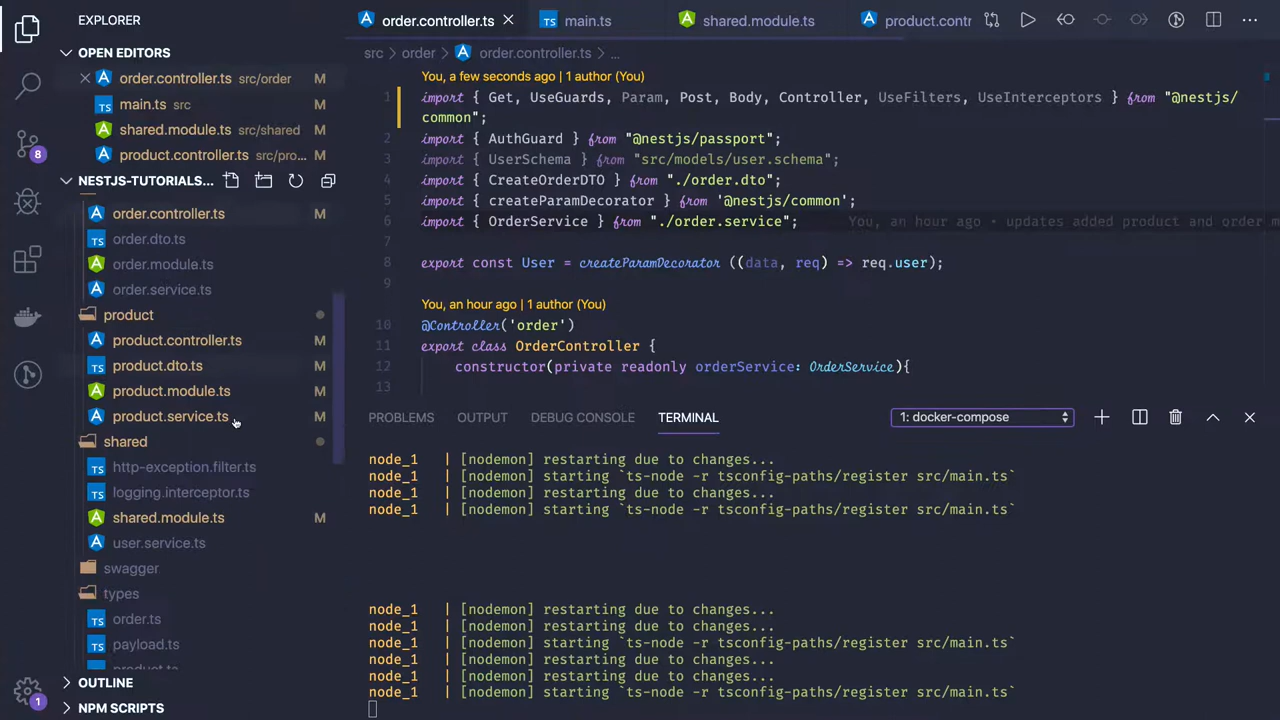 EXPLORER
OPEN EDITORS
order.controller.ts src/order M
TS main.ts src M
shared.module.ts src/shared M
product.controller.ts src/pro... M
NESTJS-TUTORIALS...
order.controller.ts M
TS order.dto.ts
order.module.ts
order.service.ts
product
product.controller.ts M
TS product.dto.ts M
product.module.ts M
product.service.ts M
shared
TS http-exception.filter.ts
TS logging.interceptor.ts
shared.module.ts M
user.service.ts
swagger
types
TS order.ts
TS payload.ts
TS product.ts
OUTLINE
NPM SCRIPTS
8
1
order.controller.ts
TS main.ts
shared.module.ts
product.contr
src > order > order.controller.ts > ...
You, a few seconds ago | 1 author (You)
1 import { Get, UseGuards, Param, Post, Body, Controller, UseFilters, UseInterceptors } from "@nestjs/
common";
2 import { AuthGuard } from "@nestjs/passport";
3 import { UserSchema } from "src/models/user.schema";
4 import { CreateOrderDTO } from "./order.dto";
5 import { createParamDecorator } from '@nestjs/common';
6 import { OrderService } from "./order.service"; You, an hour ago • updates added product and order m
7
8 export const User = createParamDecorator ((data, req) => req.user);
9
You, an hour ago | 1 author (You)
10 @Controller('order')
11 export class OrderController {
12 constructor(private readonly orderService: OrderService){
13
PROBLEMS OUTPUT DEBUG CONSOLE TERMINAL 1: docker-compose
node_1 | [nodemon] restarting due to changes...
node_1 | [nodemon] starting `ts-node -r tsconfig-paths/register src/main.ts`
node_1 | [nodemon] restarting due to changes...
node_1 | [nodemon] starting `ts-node -r tsconfig-paths/register src/main.ts`
node_1 | [nodemon] restarting due to changes...
node_1 | [nodemon] restarting due to changes...
node_1 | [nodemon] starting `ts-node -r tsconfig-paths/register src/main.ts`
node_1 | [nodemon] restarting due to changes...
node_1 | [nodemon] restarting due to changes...
node_1 | [nodemon] starting `ts-node -r tsconfig-paths/register src/main.ts`